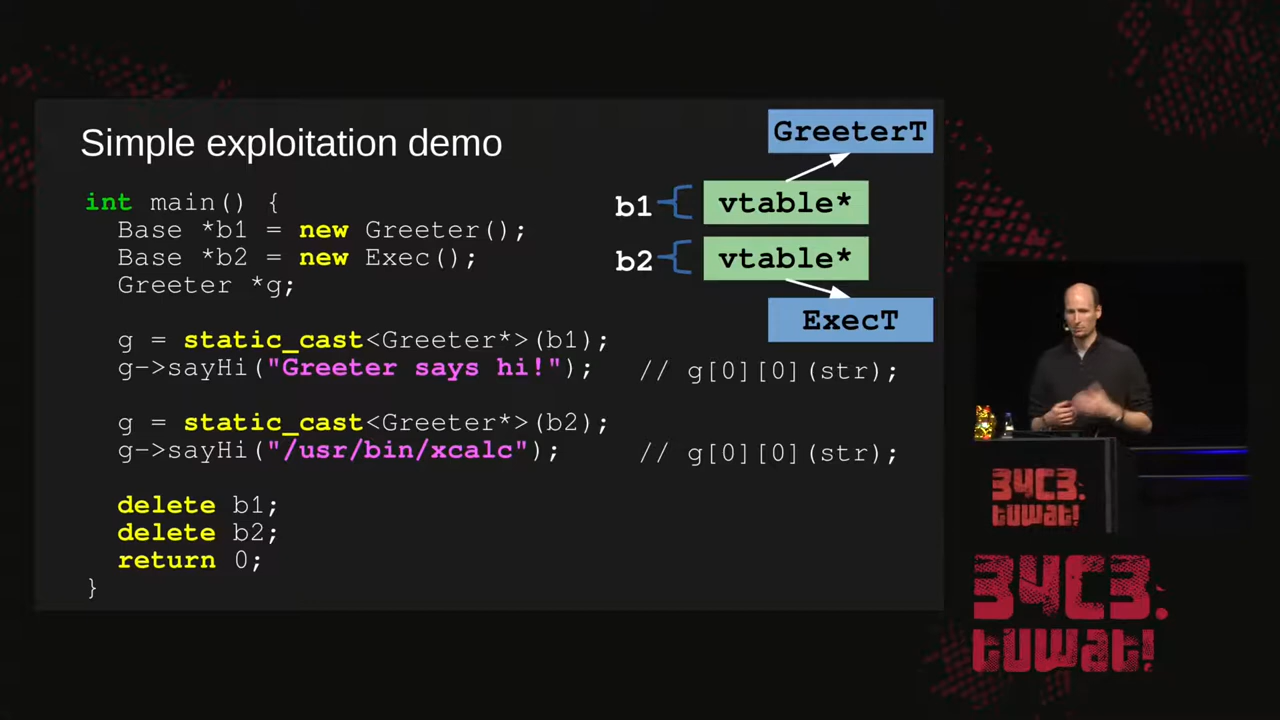 Simple exploitation demo
int main() {
Base *b1 = new Greeter();
Base *b2 = new Exec();
Greeter *g;
g = static_cast<Greeter*>(b1);
g->sayHi("Greeter says hi!"); // g[0][0](str);
g = static_cast<Greeter*>(b2);
g->sayHi("/usr/bin/xcalc"); // g[0][0](str);
delete b1;
delete b2;
return 0;
}
GreeterT
b1 vtable*
b2 vtable*
ExecT
34C3.
tuwat!
34C3.
tuwat!